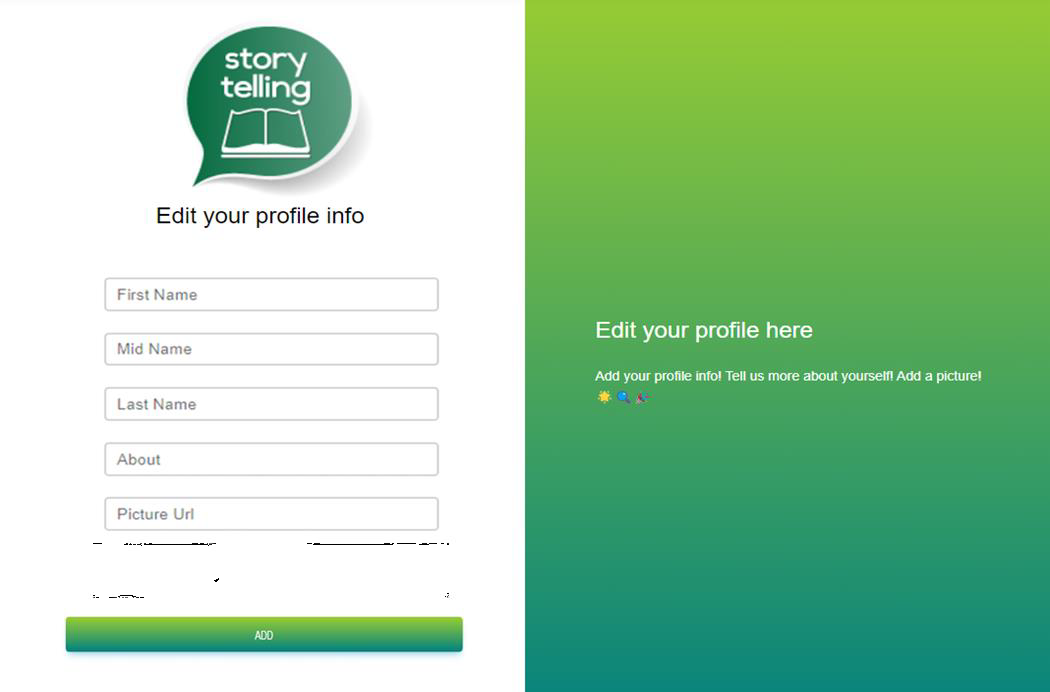 story
telling
Edit your profile info
First Name
Mid Name
Last Name
About
Picture Url
ADD
Edit your profile here
Add your profile info! Tell us more about yourself! Add a picture!
🌟 🔍 🎉